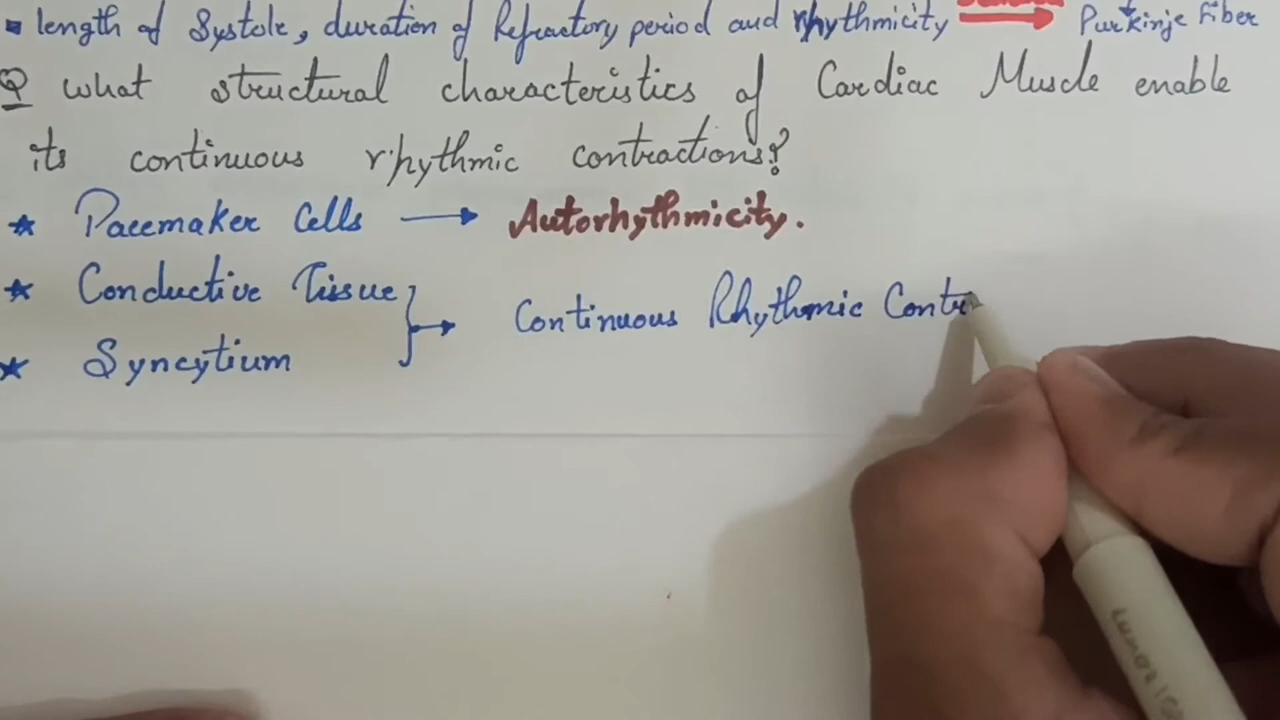 ▪ length of Systole, duration of Refractory period and rhythmicity → Purkinje Fiber
Q what structural characteristics of Cardiac Muscle enable
its continuous rhythmic contractions?
★ Pacemaker Cells → Autorhythmicity.
★ Conductive Tissue
Continuous Rhythmic Contr
★ Syncytium